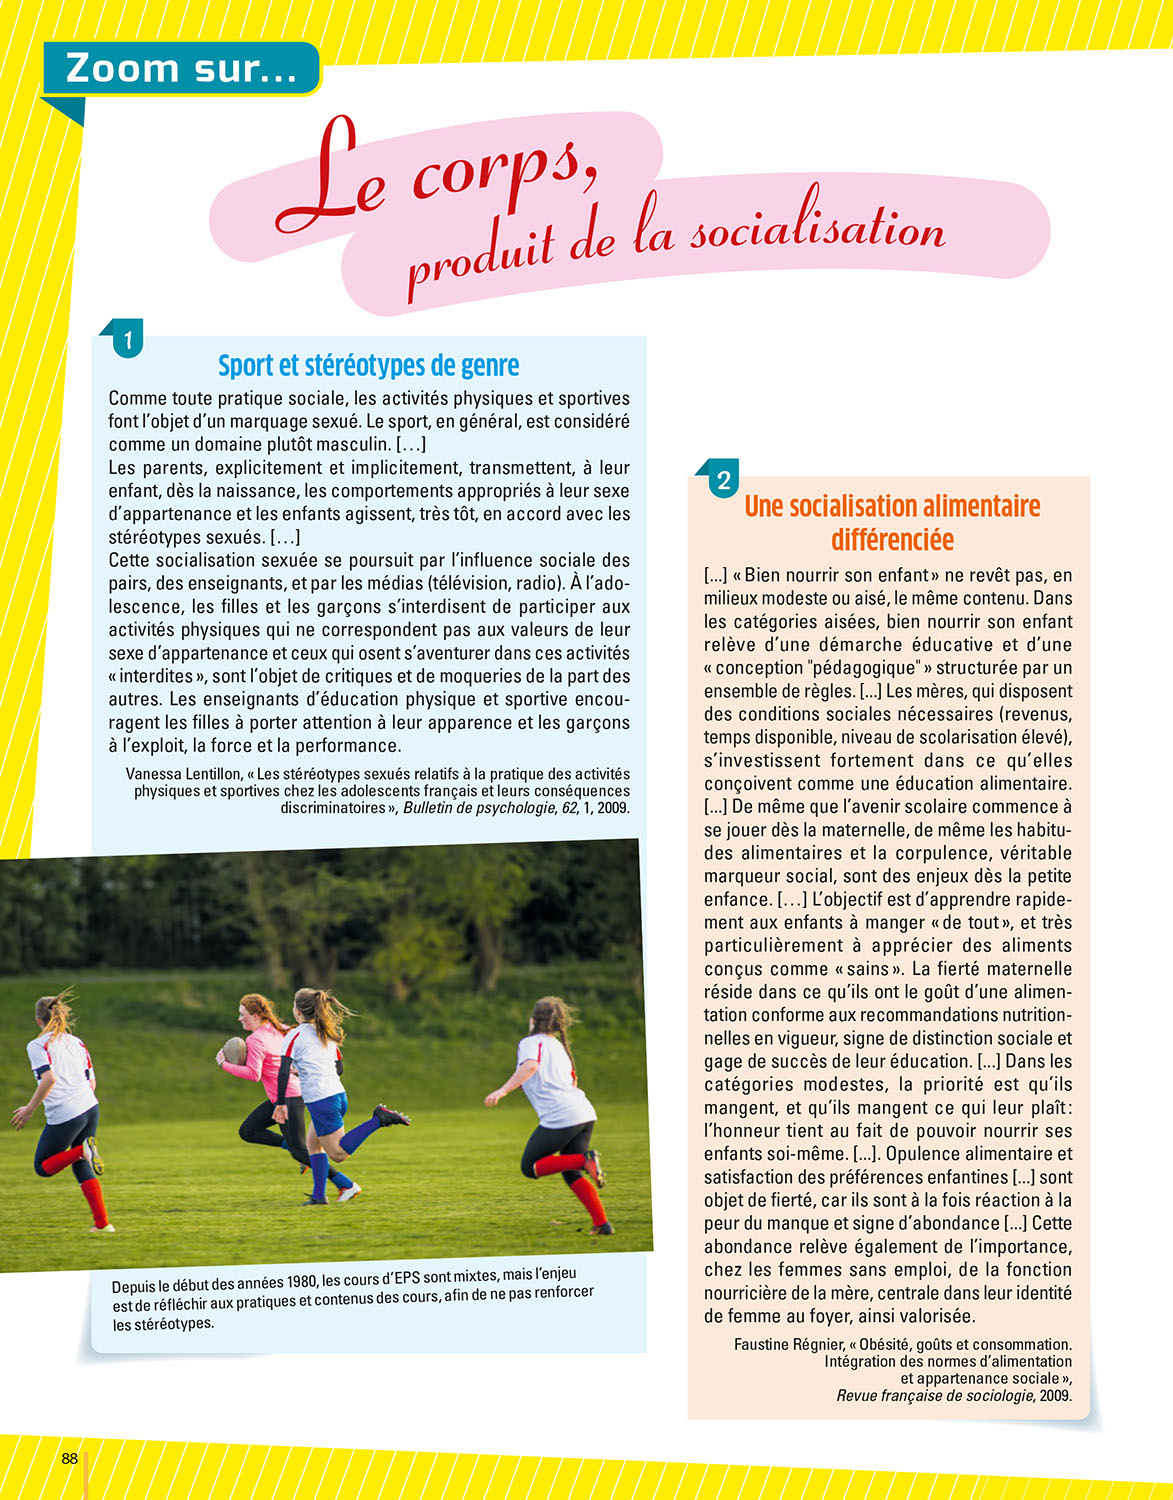 Zoom sur...
Le corps,
produit de la socialisation
1
Sport et stéréotypes de genre
Comme toute pratique sociale, les activités physiques et sportives
font l’objet d’un marquage sexué. Le sport, en général, est considéré
comme un domaine plutôt masculin. […]
Les parents, explicitement et implicitement, transmettent, à leur
enfant, dès la naissance, les comportements appropriés à leur sexe
d’appartenance et les enfants agissent, très tôt, en accord avec les
stéréotypes sexués. […]
Cette socialisation sexuée se poursuit par l’influence sociale des
pairs, des enseignants, et par les médias (télévision, radio). À l’ado-
lescence, les filles et les garçons s’interdisent de participer aux
activités physiques qui ne correspondent pas aux valeurs de leur
sexe d’appartenance et ceux qui osent s’aventurer dans ces activités
« interdites », sont l’objet de critiques et de moqueries de la part des
autres. Les enseignants d’éducation physique et sportive encou-
ragent les filles à porter attention à leur apparence et les garçons
à l’exploit, la force et la performance.
Vanessa Lentillon, « Les stéréotypes sexués relatifs à la pratique des activités
physiques et sportives chez les adolescents français et leurs conséquences
discriminatoires », Bulletin de psychologie, 62, 1, 2009.
Depuis le début des années 1980, les cours d’EPS sont mixtes, mais l’enjeu
est de réfléchir aux pratiques et contenus des cours, afin de ne pas renforcer
les stéréotypes.
2
Une socialisation alimentaire
différenciée
[...] « Bien nourrir son enfant » ne revêt pas, en
milieux modeste ou aisé, le même contenu. Dans
les catégories aisées, bien nourrir son enfant
relève d’une démarche éducative et d’une
« conception "pédagogique" » structurée par un
ensemble de règles. [...] Les mères, qui disposent
des conditions sociales nécessaires (revenus,
temps disponible, niveau de scolarisation élevé),
s’investissent fortement dans ce qu’elles
conçoivent comme une éducation alimentaire.
[...] De même que l’avenir scolaire commence à
se jouer dès la maternelle, de même les habitu-
des alimentaires et la corpulence, véritable
marqueur social, sont des enjeux dès la petite
enfance. […] L’objectif est d’apprendre rapide-
ment aux enfants à manger « de tout », et très
particulièrement à apprécier des aliments
conçus comme « sains ». La fierté maternelle
réside dans ce qu’ils ont le goût d’une alimen-
tation conforme aux recommandations nutrition-
nelles en vigueur, signe de distinction sociale et
gage de succès de leur éducation. [...] Dans les
catégories modestes, la priorité est qu’ils
mangent, et qu’ils mangent ce qui leur plaît :
l’honneur tient au fait de pouvoir nourrir ses
enfants soi-même. [...]. Opulence alimentaire et
satisfaction des préférences enfantines [...] sont
objet de fierté, car ils sont à la fois réaction à la
peur du manque et signe d’abondance [...] Cette
abondance relève également de l’importance,
chez les femmes sans emploi, de la fonction
nourricière de la mère, centrale dans leur identité
de femme au foyer, ainsi valorisée.
Faustine Régnier, « Obésité, goûts et consommation.
Intégration des normes d’alimentation
et appartenance sociale »,
Revue française de sociologie, 2009.
88